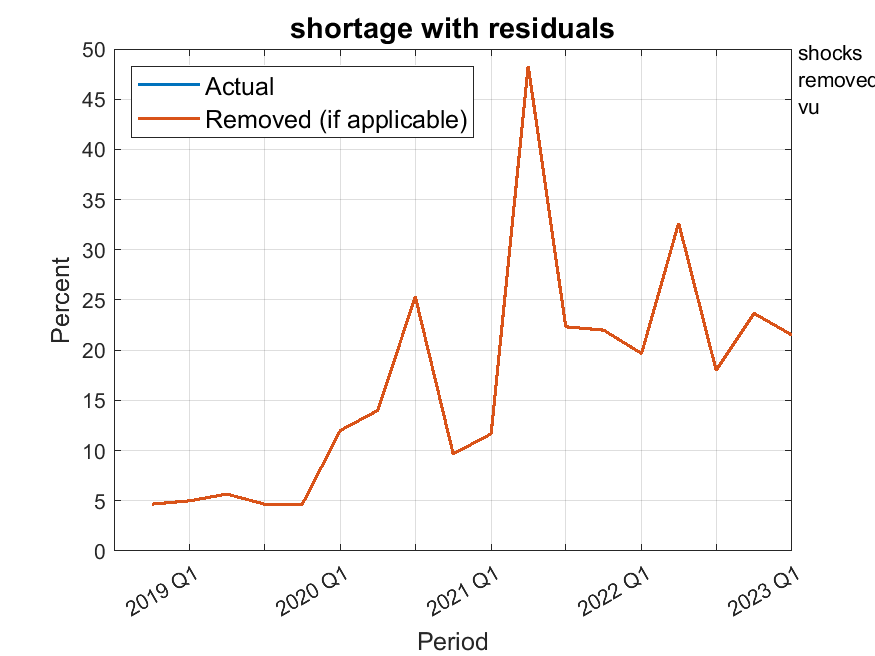 shortage with residuals
shocks
removed
vu
Actual
Removed (if applicable)
50
45
40
35
30
25
20
15
10
5
0
Percent
2019 Q1
2020 Q1
2021 Q1
2022 Q1
2023 Q1
Period